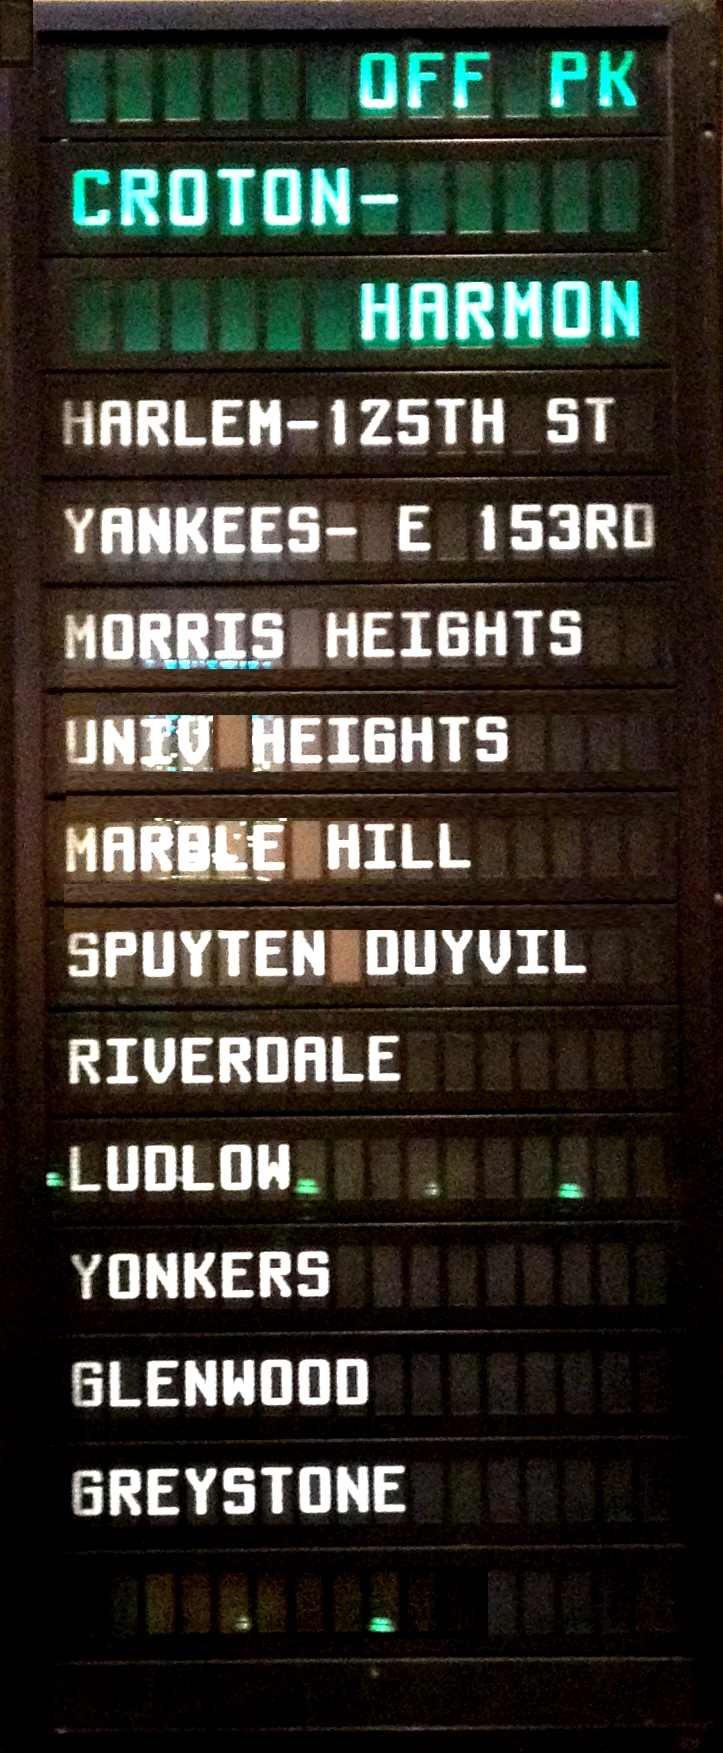 OFF PK
CROTON-
HARMON
HARLEM-125TH ST
YANKEES- E 153RD
MORRIS HEIGHTS
UNIV HEIGHTS
MARBLE HILL
SPUYTEN DUYVIL
RIVERDALE
LUDLOW
YONKERS
GLENWOOD
GREYSTONE